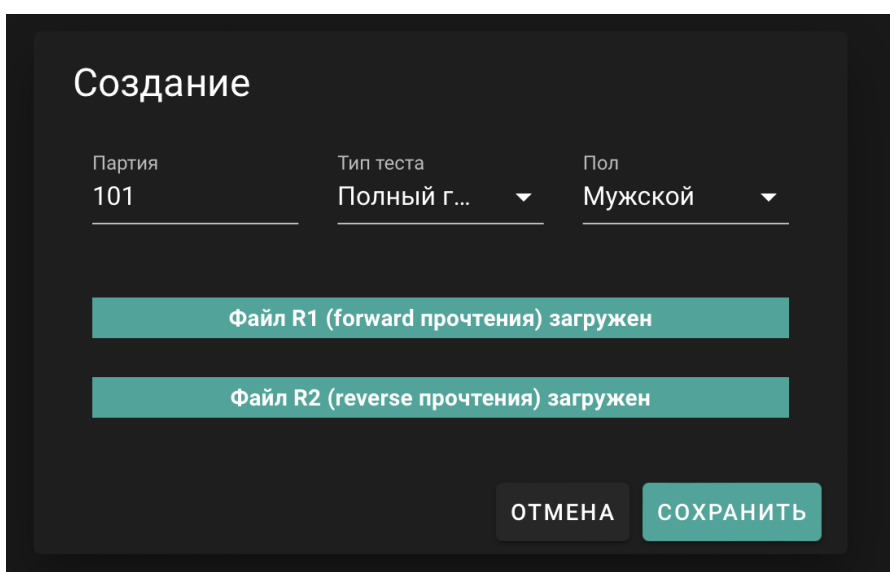 Создание
Партия
Тип теста
Пол
101
Полный г...
Мужской
Файл R1 (forward прочтения) загружен
Файл R2 (reverse прочтения) загружен
ОТМЕНА
СОХРАНИТЬ